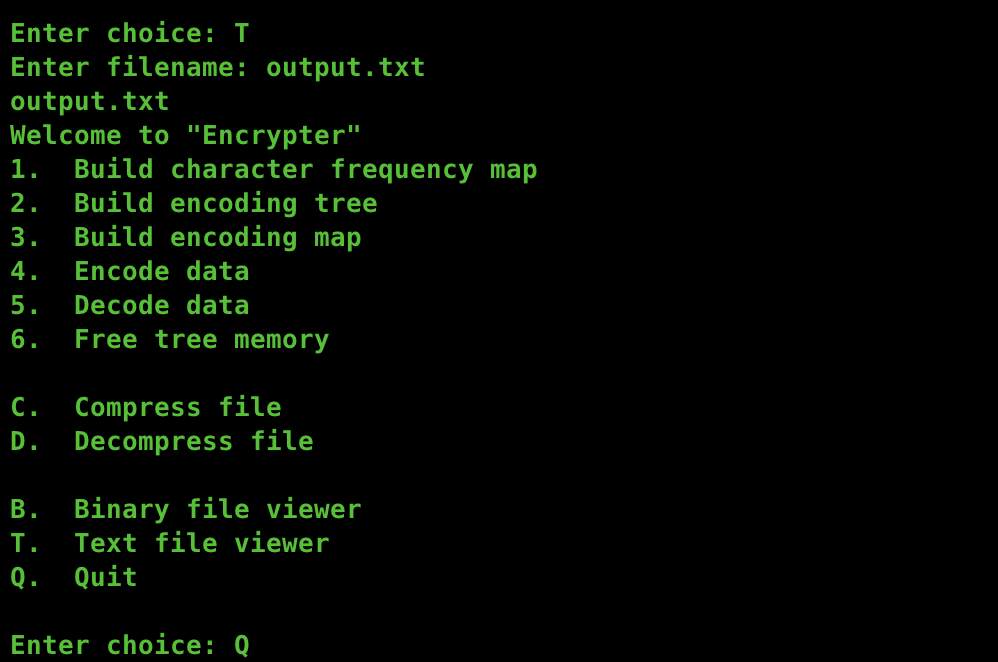 Enter choice: T
Enter filename: output.txt
output.txt
Welcome to "Encrypter"
1.  Build character frequency map
2.  Build encoding tree
3.  Build encoding map
4.  Encode data
5.  Decode data
6.  Free tree memory
C.  Compress file
D.  Decompress file
B.  Binary file viewer
T.  Text file viewer
Q.  Quit
Enter choice: Q